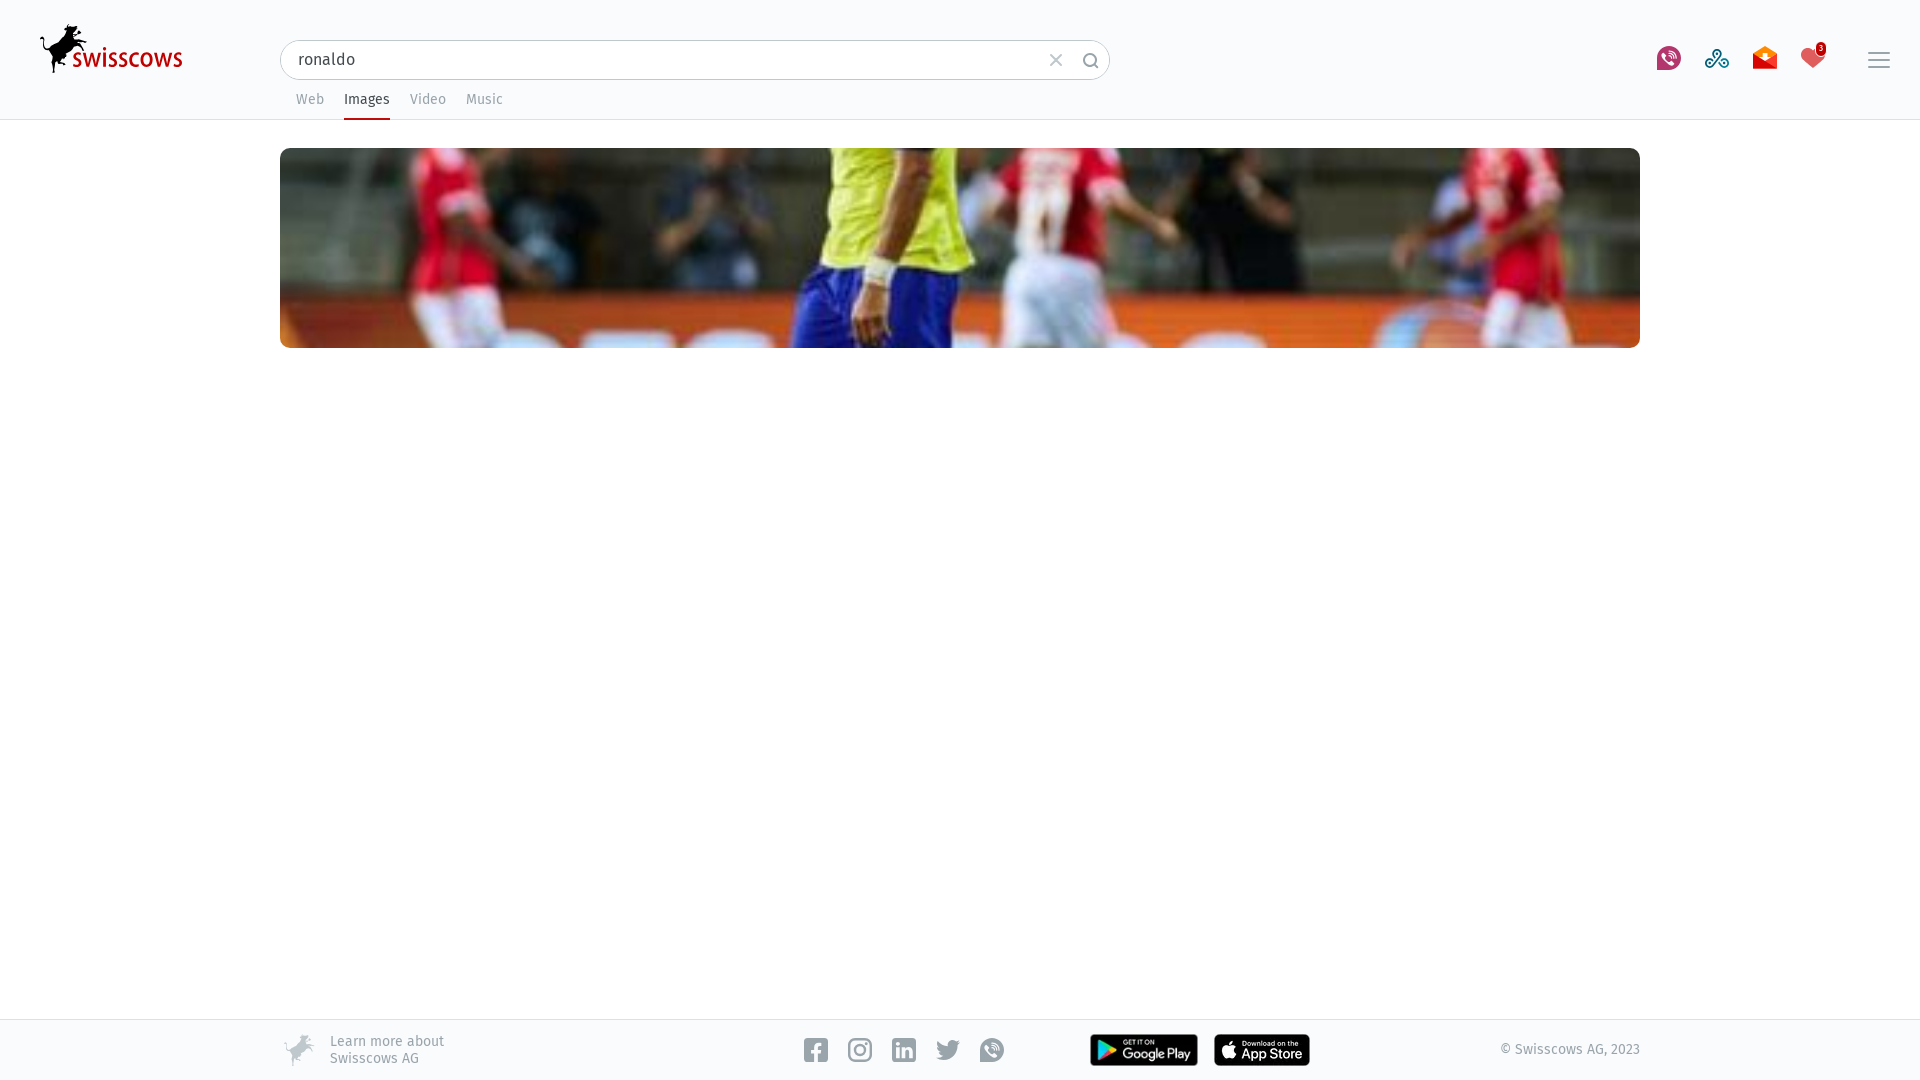 swisscows
ronaldo
3
Web
Images
Video
Music
Learn more about
Swisscows AG
GET IT ON
Google Play
Download on the
App Store
© Swisscows AG, 2023